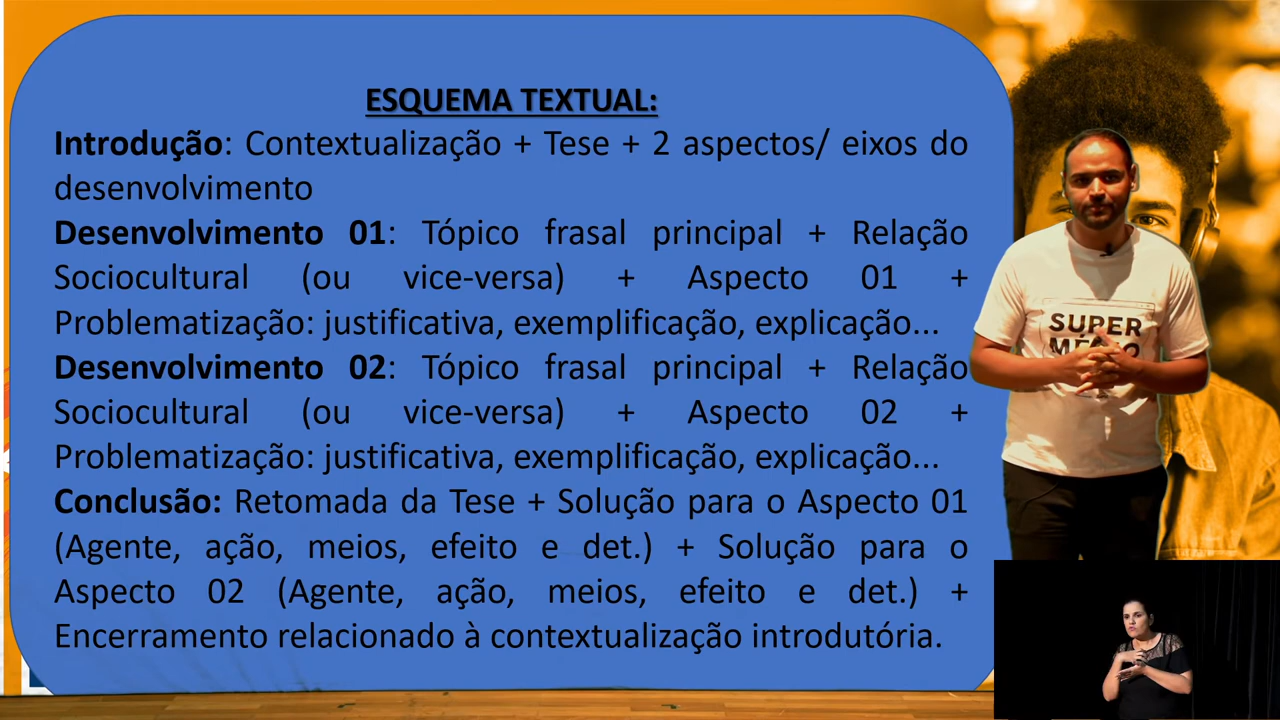 ESQUEMA TEXTUAL:
Introdução: Contextualização + Tese + 2 aspectos/ eixos do
desenvolvimento
Desenvolvimento 01: Tópico frasal principal + Relação
Sociocultural (ou vice-versa) + Aspecto 01 +
Problematização: justificativa, exemplificação, explicação...
Desenvolvimento 02: Tópico frasal principal + Relação
Sociocultural (ou vice-versa) + Aspecto 02 +
Problematização: justificativa, exemplificação, explicação...
Conclusão: Retomada da Tese + Solução para o Aspecto 01
(Agente, ação, meios, efeito e det.) + Solução para o
Aspecto 02 (Agente, ação, meios, efeito e det.) +
Encerramento relacionado à contextualização introdutória.
SUPER